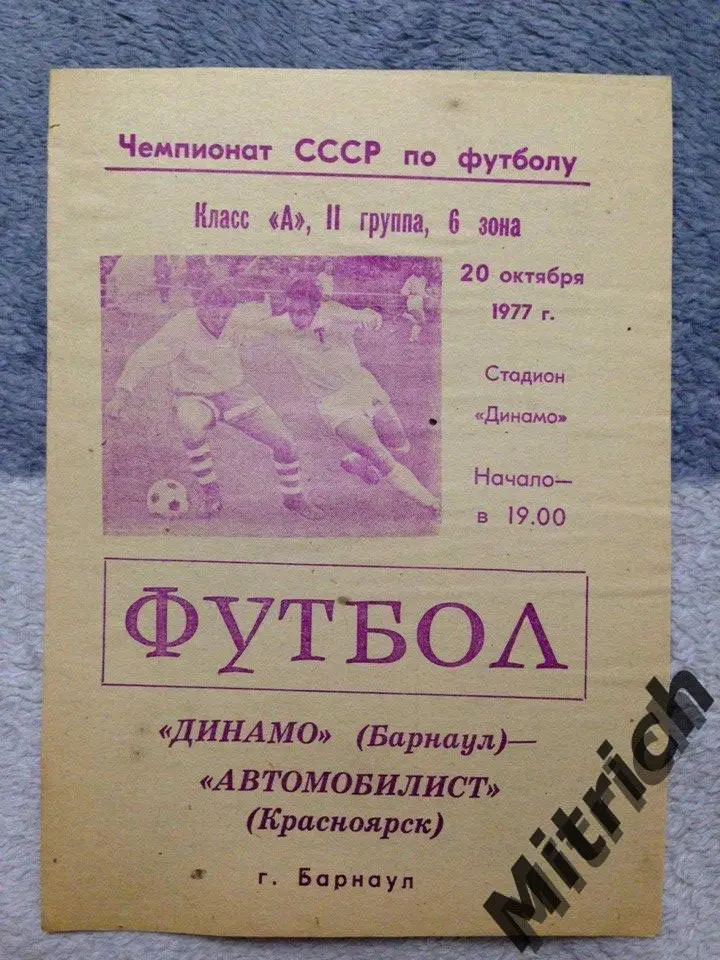 Чемпионат СССР по футболу
Класс «А», II группа, 6 зона
20 октября
1977 г.
Стадион
«Динамо»
Начало—
в 19.00
ФУТБОЛ
«ДИНАМО» (Барнаул)—
«АВТОМОБИЛИСТ»
(Красноярск)
г. Барнаул
Mitrich